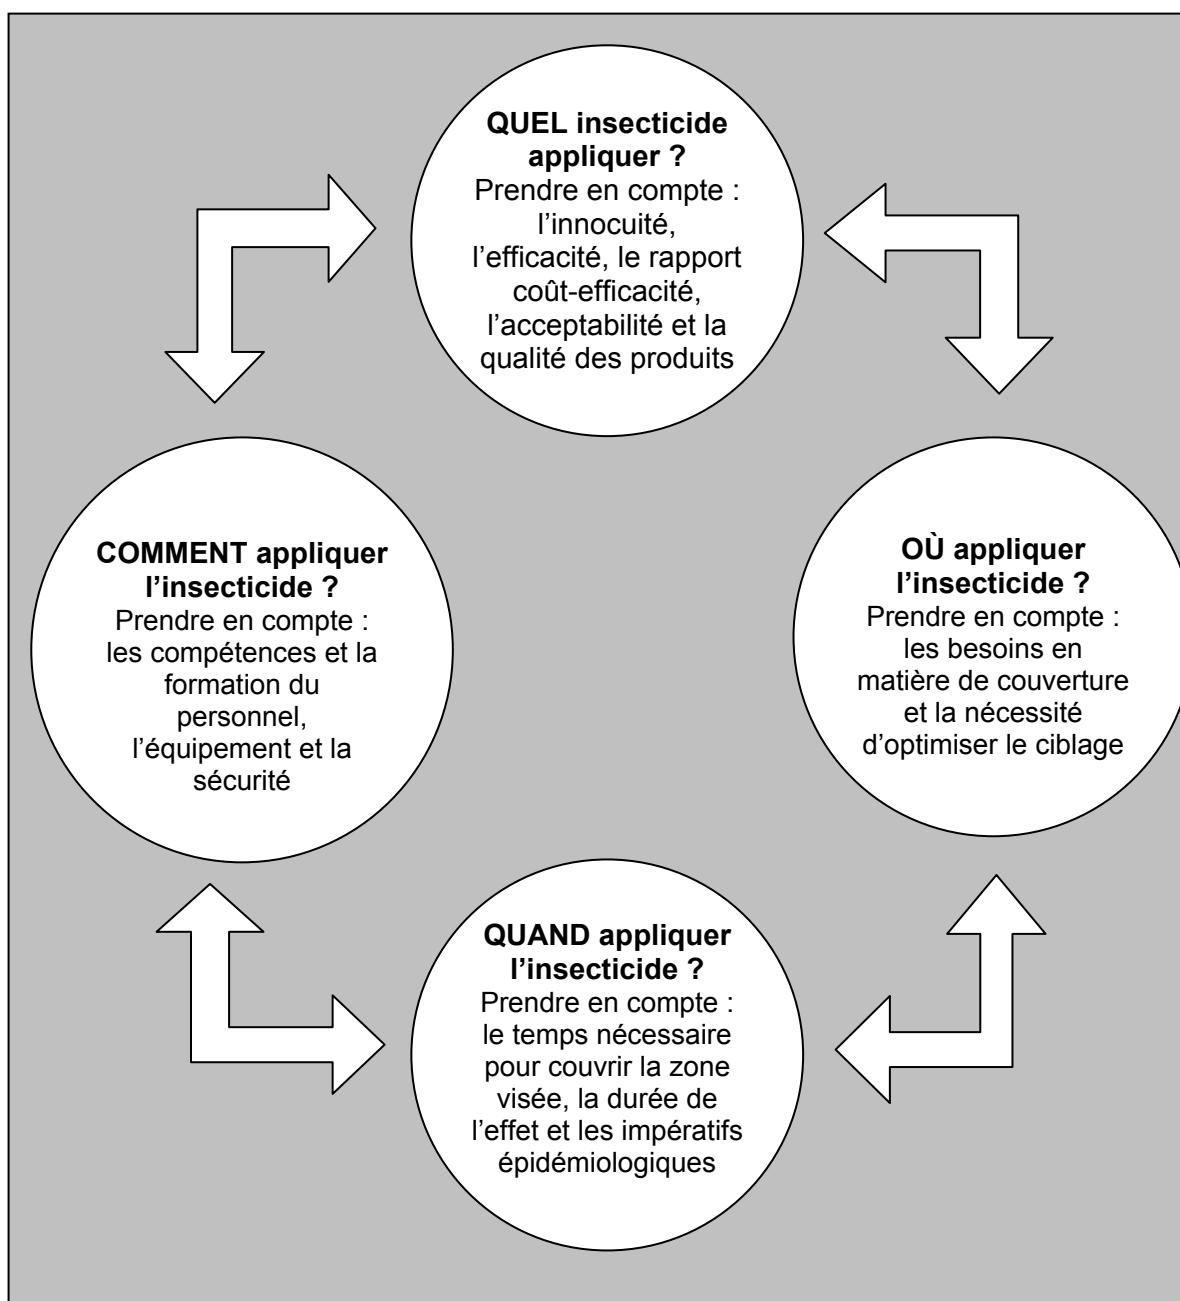 QUEL insecticide
appliquer ?
Prendre en compte :
l’innocuité,
l’efficacité, le rapport
coût-efficacité,
l’acceptabilité et la
qualité des produits
COMMENT appliquer
l’insecticide ?
Prendre en compte :
les compétences et la
formation du
personnel,
l’équipement et la
sécurité
OÙ appliquer
l’insecticide ?
Prendre en compte :
les besoins en
matière de couverture
et la nécessité
d’optimiser le ciblage
QUAND appliquer
l’insecticide ?
Prendre en compte :
le temps nécessaire
pour couvrir la zone
visée, la durée de
l’effet et les impératifs
épidémiologiques